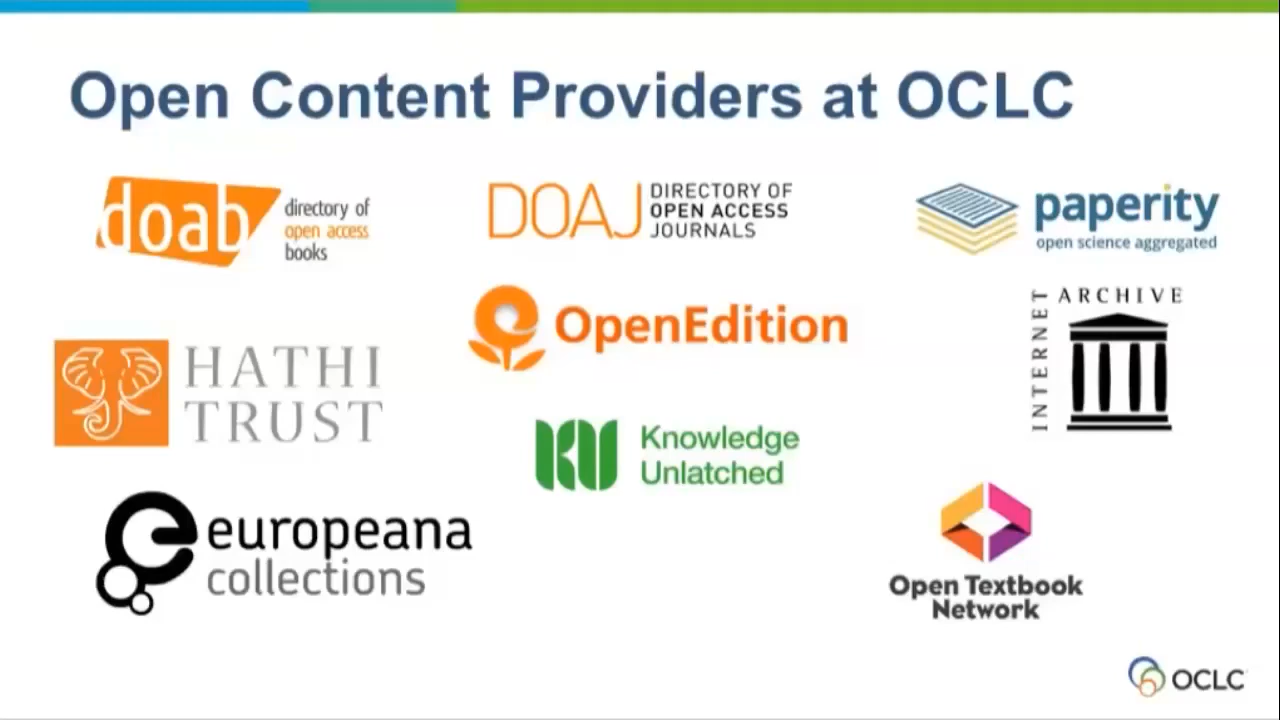 Open Content Providers at OCLC
doab
directory of
open access
books
DOAJ
DIRECTORY OF
OPEN ACCESS
JOURNALS
paperity
open science aggregated
HATHI
TRUST
OpenEdition
INTERNET
ARCHIVE
KU
Knowledge
Unlatched
europeana
collections
Open Textbook
Network
OCLC